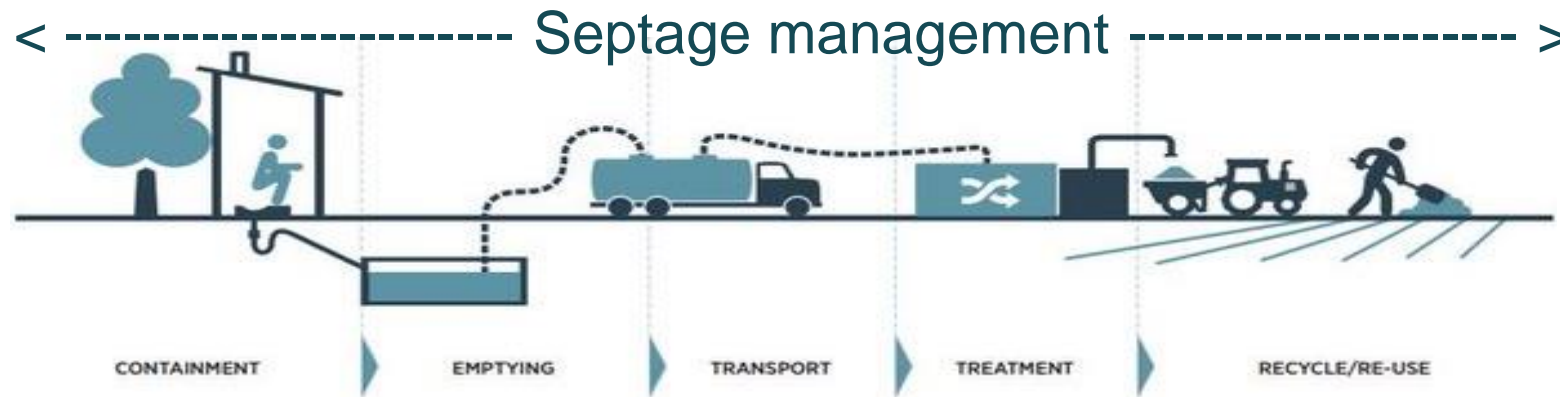 < ----------------------- Septage management -------------------- >
CONTAINMENT
EMPTYING
TRANSPORT
TREATMENT
RECYCLE/RE-USE